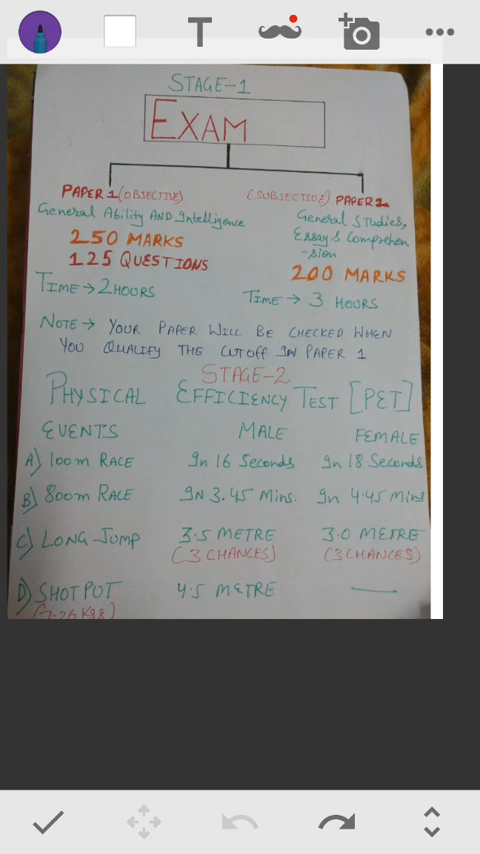 T
STAGE-1
EXAM
PAPER 1 (OBJECTIVE)
General Ability AND Intelligence
250 MARKS
125 QUESTIONS
TIME → 2 HOURS
(SUBJECTIVE) PAPER 2
General Studies,
Essay & Comprehen
-sion
200 MARKS
TIME → 3 HOURS
NOTE → YOUR PAPER WILL BE CHECKED WHEN
YOU QUALIFY THE CUTOFF IN PAPER 1
STAGE-2
PHYSICAL EFFICIENCY TEST [PET]
EVENTS MALE FEMALE
A) 100m RACE In 16 Seconds In 18 Seconds
B) 800m RACE IN 3.45 Mins. In 4.45 Mins
C) LONG JUMP 3.5 METRE 3.0 METRE
(3 CHANCES) (3 CHANCES)
D) SHOTPUT 4.5 METRE —
(7.26 Kgs)